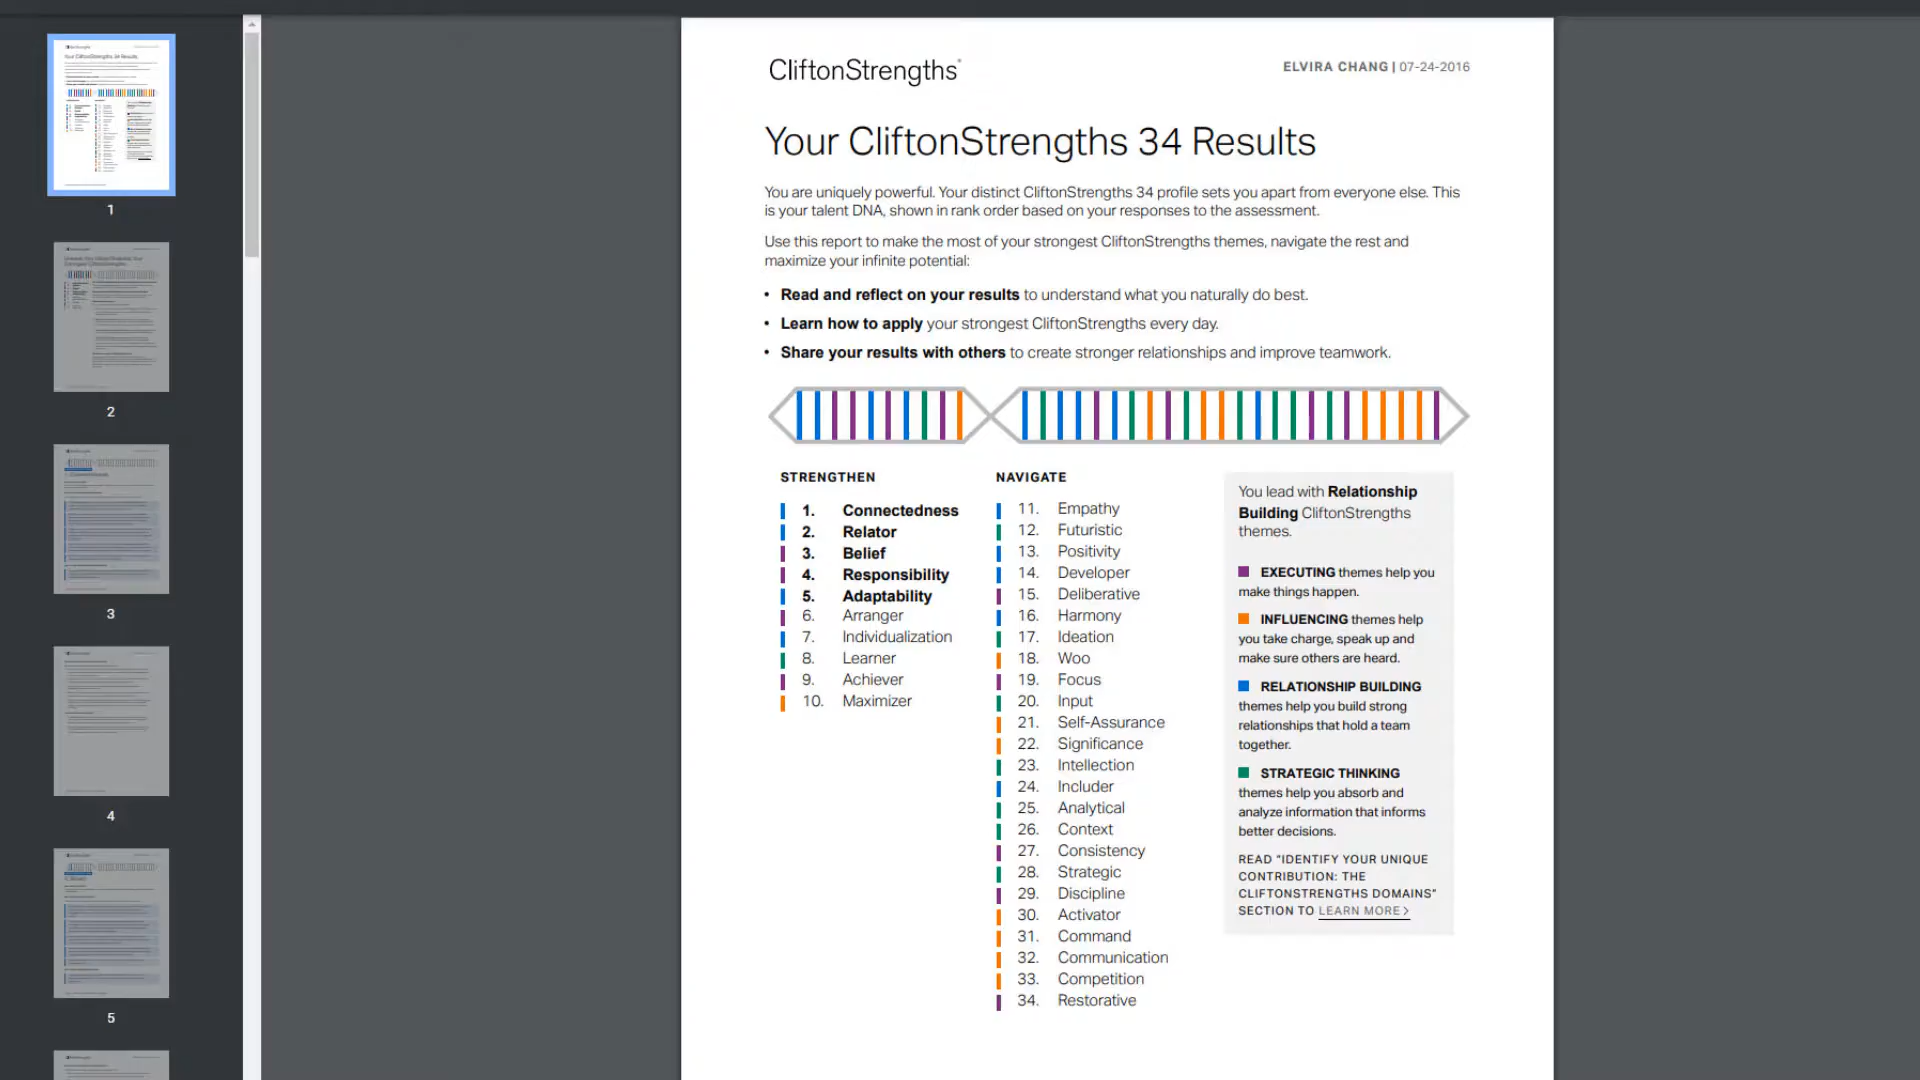 CliftonStrengths®
ELVIRA CHANG | 07-24-2016
Your CliftonStrengths 34 Results
You are uniquely powerful. Your distinct CliftonStrengths 34 profile sets you apart from everyone else. This
is your talent DNA, shown in rank order based on your responses to the assessment.
Use this report to make the most of your strongest CliftonStrengths themes, navigate the rest and
maximize your infinite potential:
• Read and reflect on your results to understand what you naturally do best.
• Learn how to apply your strongest CliftonStrengths every day.
• Share your results with others to create stronger relationships and improve teamwork.
STRENGTHEN
1. Connectedness
2. Relator
3. Belief
4. Responsibility
5. Adaptability
6. Arranger
7. Individualization
8. Learner
9. Achiever
10. Maximizer
NAVIGATE
11. Empathy
12. Futuristic
13. Positivity
14. Developer
15. Deliberative
16. Harmony
17. Ideation
18. Woo
19. Focus
20. Input
21. Self-Assurance
22. Significance
23. Intellection
24. Includer
25. Analytical
26. Context
27. Consistency
28. Strategic
29. Discipline
30. Activator
31. Command
32. Communication
33. Competition
34. Restorative
You lead with Relationship
Building CliftonStrengths
themes.
EXECUTING themes help you
make things happen.
INFLUENCING themes help
you take charge, speak up and
make sure others are heard.
RELATIONSHIP BUILDING
themes help you build strong
relationships that hold a team
together.
STRATEGIC THINKING
themes help you absorb and
analyze information that informs
better decisions.
READ “IDENTIFY YOUR UNIQUE
CONTRIBUTION: THE
CLIFTONSTRENGTHS DOMAINS”
SECTION TO LEARN MORE >
1
2
3
4
5